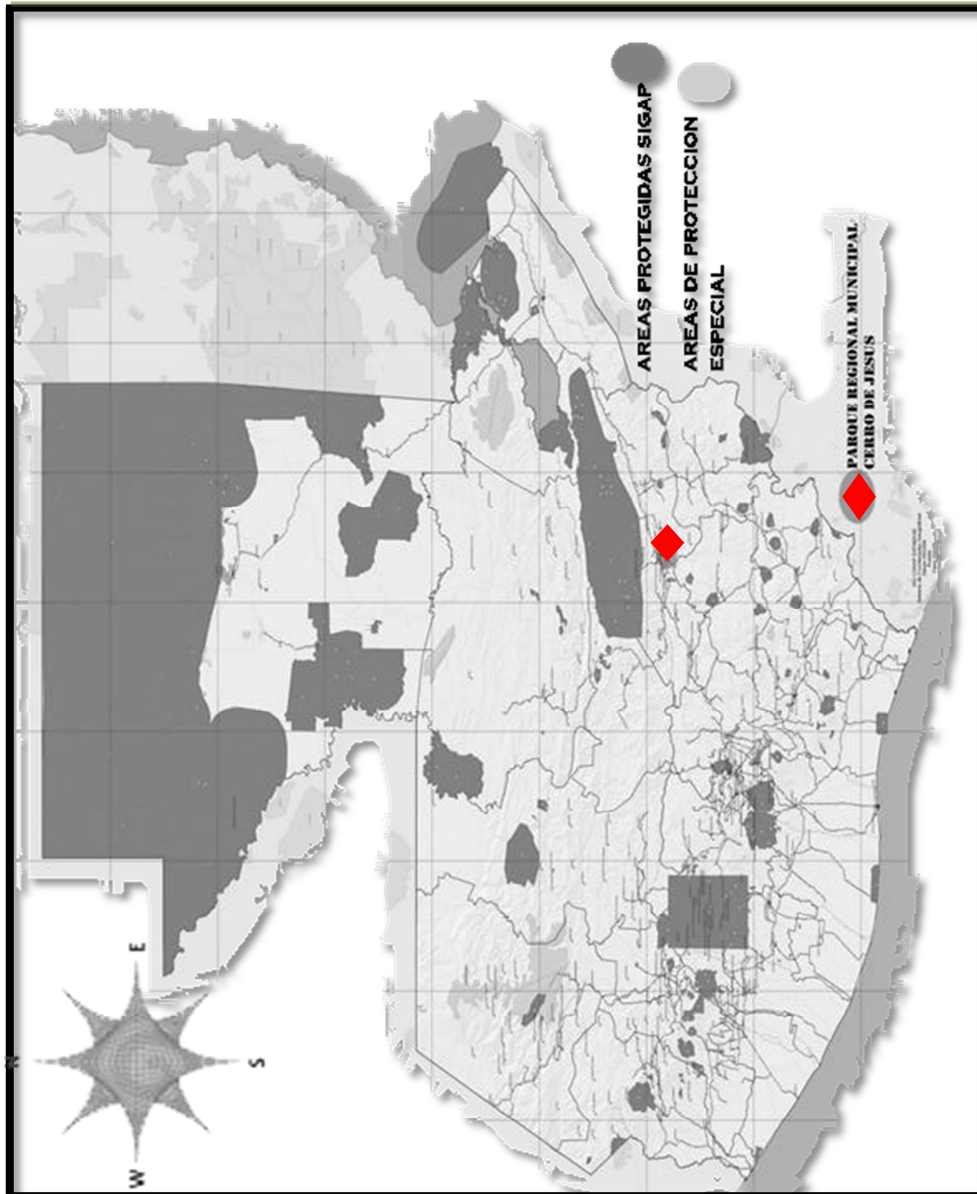 AREAS PROTEGIDAS SIGAP
AREAS DE PROTECCION
ESPECIAL
PARQUE REGIONAL MUNICIPAL
CERRO DE JESUS
N
E
S
W